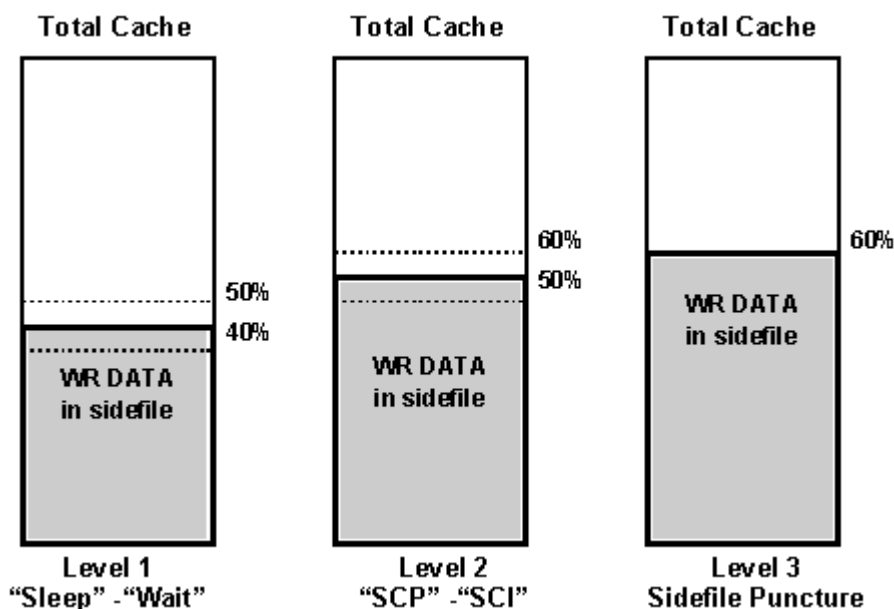 Total Cache
50%
40%
WR DATA
in sidefile
Level 1
“Sleep” -“Wait”
Total Cache
60%
50%
WR DATA
in sidefile
Level 2
“SCP” -“SCI”
Total Cache
60%
WR DATA
in sidefile
Level 3
Sidefile Puncture